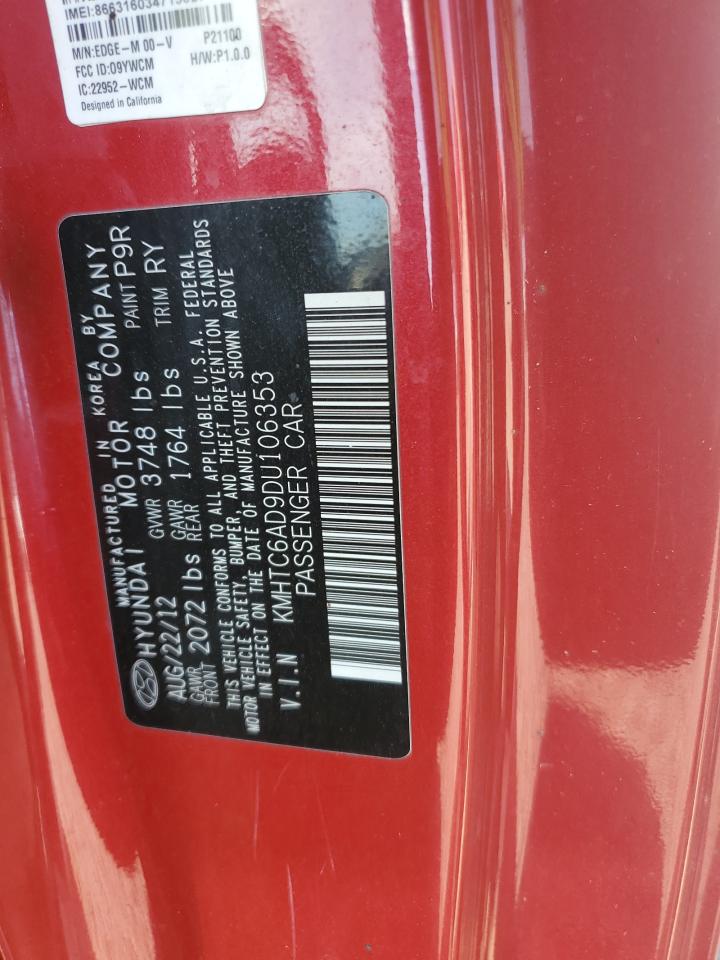 M/N:EDGE-M 00-V P21100
FCC ID:O9YWCM H/W:P1.0.0
IC:22952-WCM
Designed in California
MANUFACTURED IN KOREA BY
HYUNDAI MOTOR COMPANY
AUG/22/12 GVWR 3748 lbs PAINT P9R
GAWR FRONT 2072 lbs GAWR REAR 1764 lbs TRIM RY
THIS VEHICLE CONFORMS TO ALL APPLICABLE U.S.A. FEDERAL
MOTOR VEHICLE SAFETY, BUMPER, AND THEFT PREVENTION STANDARDS
IN EFFECT ON THE DATE OF MANUFACTURE SHOWN ABOVE
V.I.N KMHTC6AD9DU106353
PASSENGER CAR